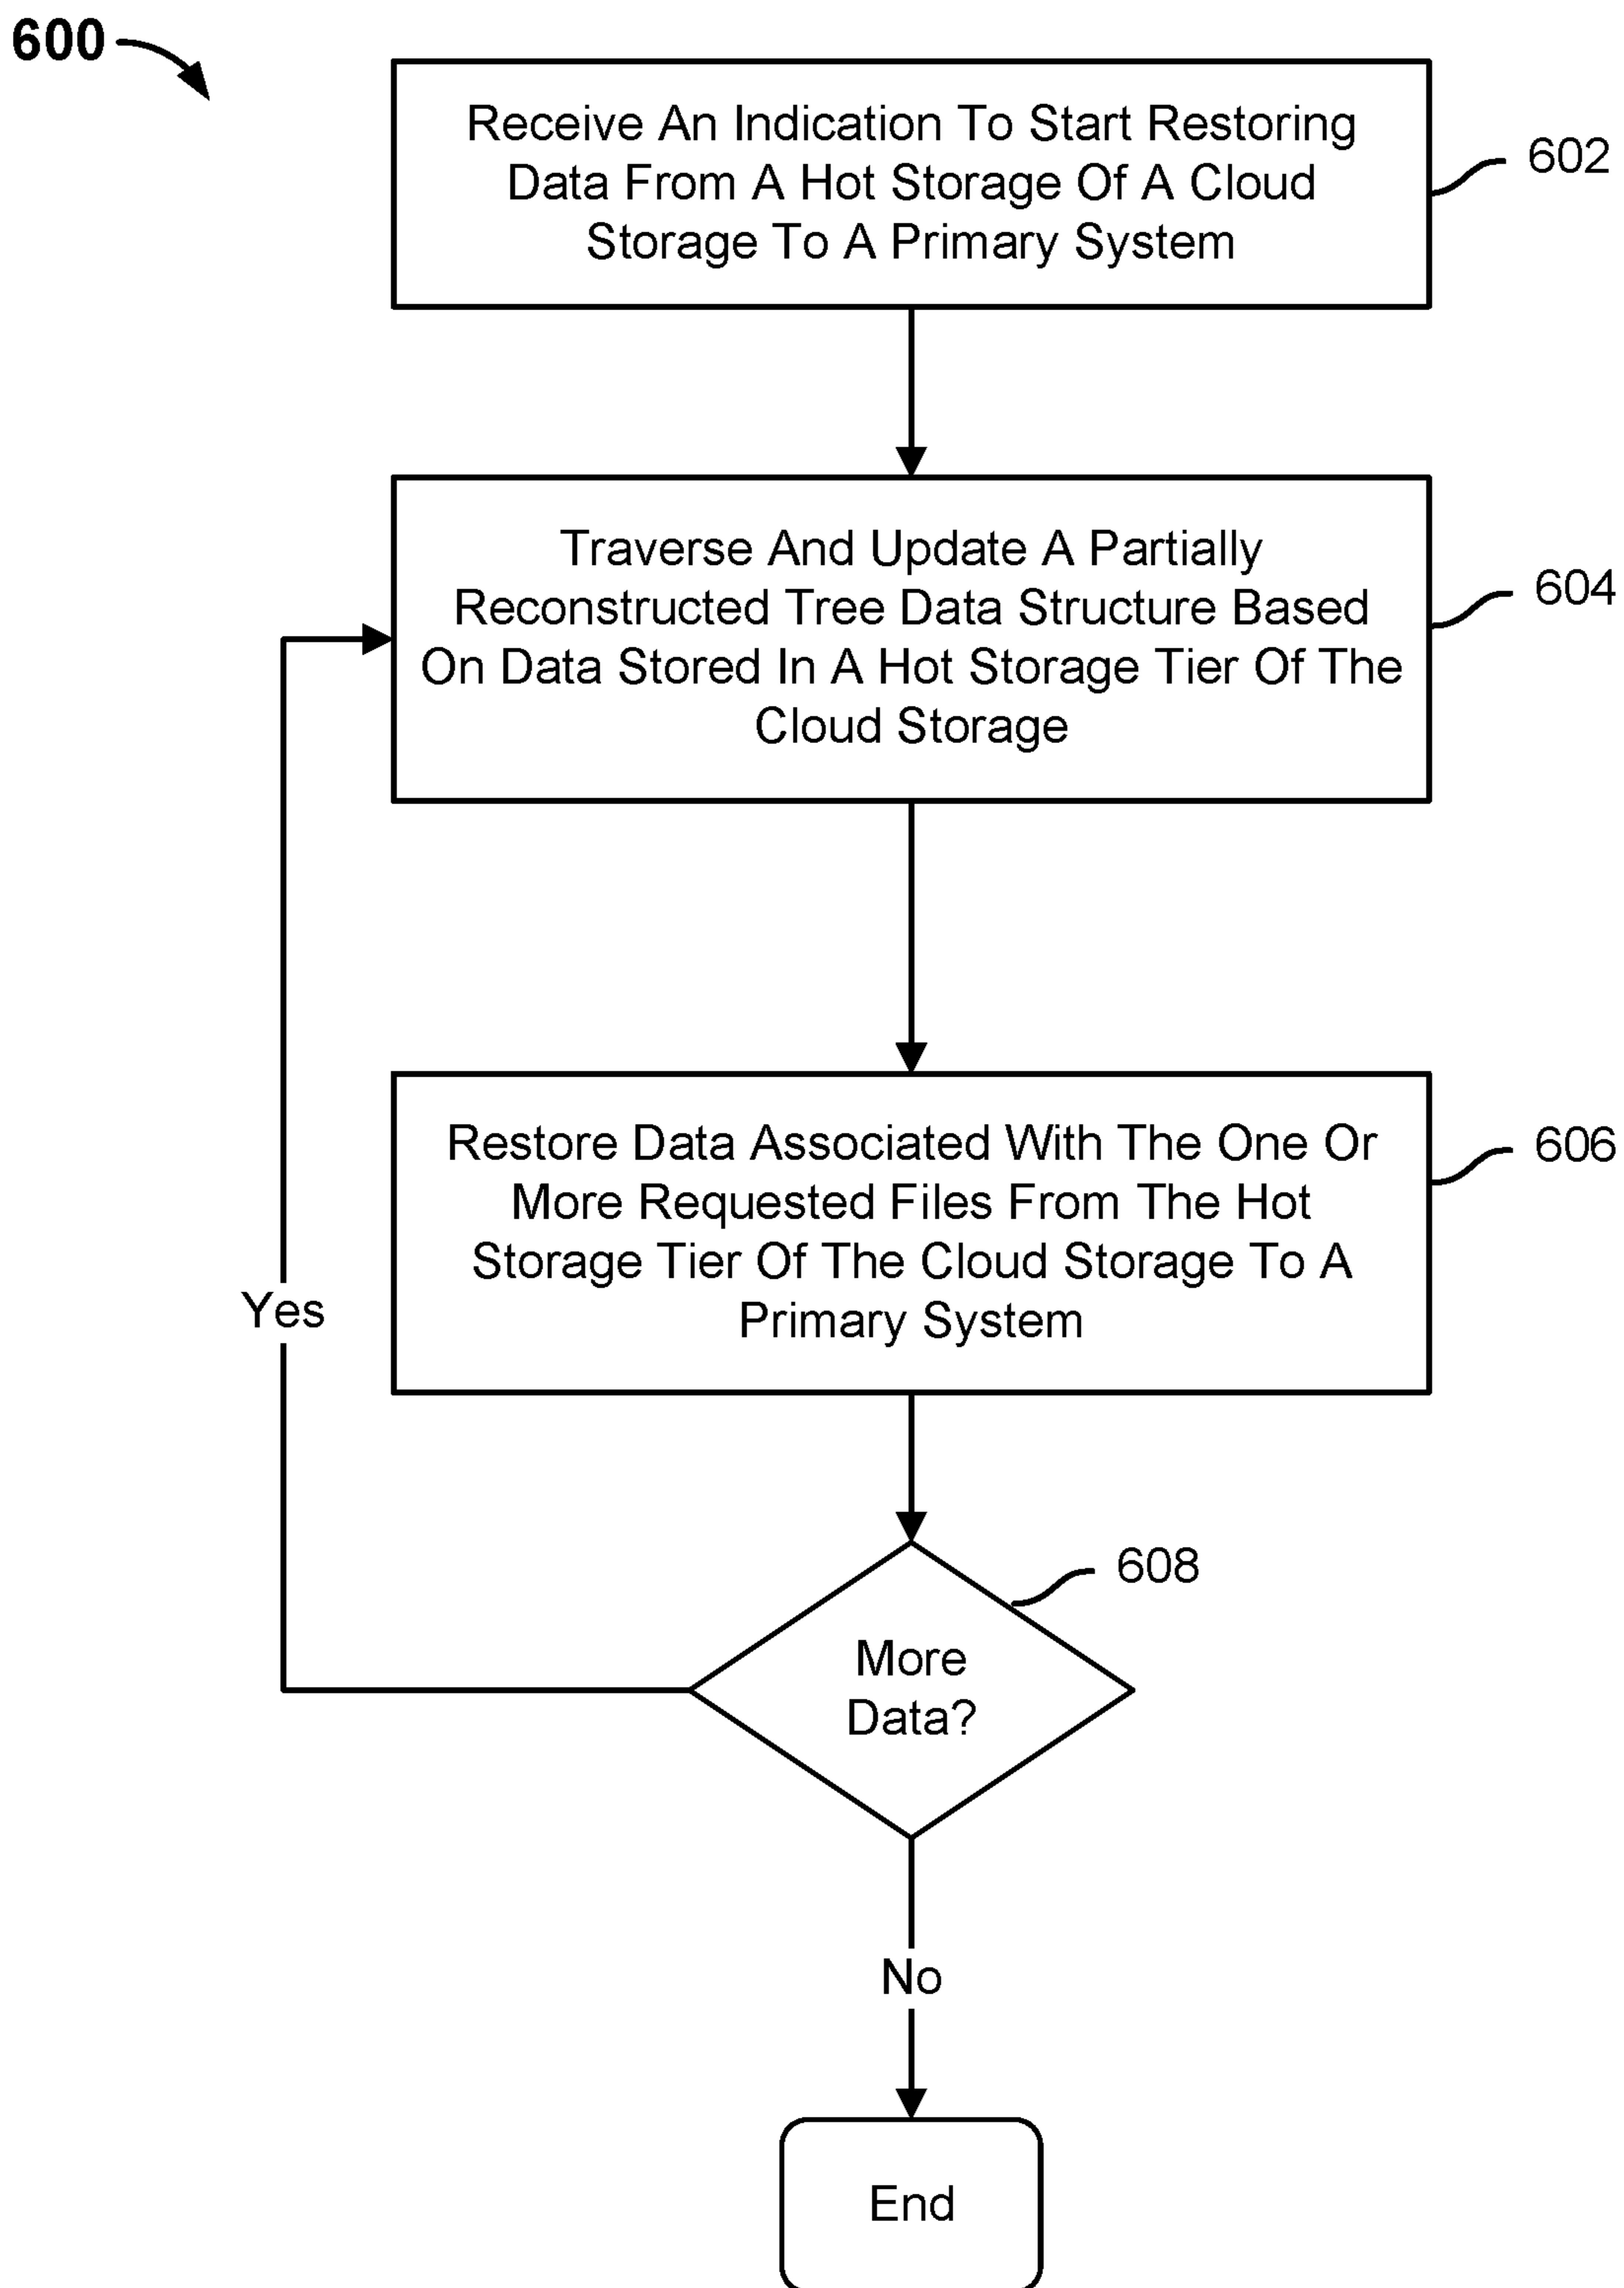 600
Receive An Indication To Start Restoring
Data From A Hot Storage Of A Cloud
Storage To A Primary System
602
Traverse And Update A Partially
Reconstructed Tree Data Structure Based
On Data Stored In A Hot Storage Tier Of The
Cloud Storage
604
Restore Data Associated With The One Or
More Requested Files From The Hot
Storage Tier Of The Cloud Storage To A
Primary System
606
Yes
608
More
Data?
No
End